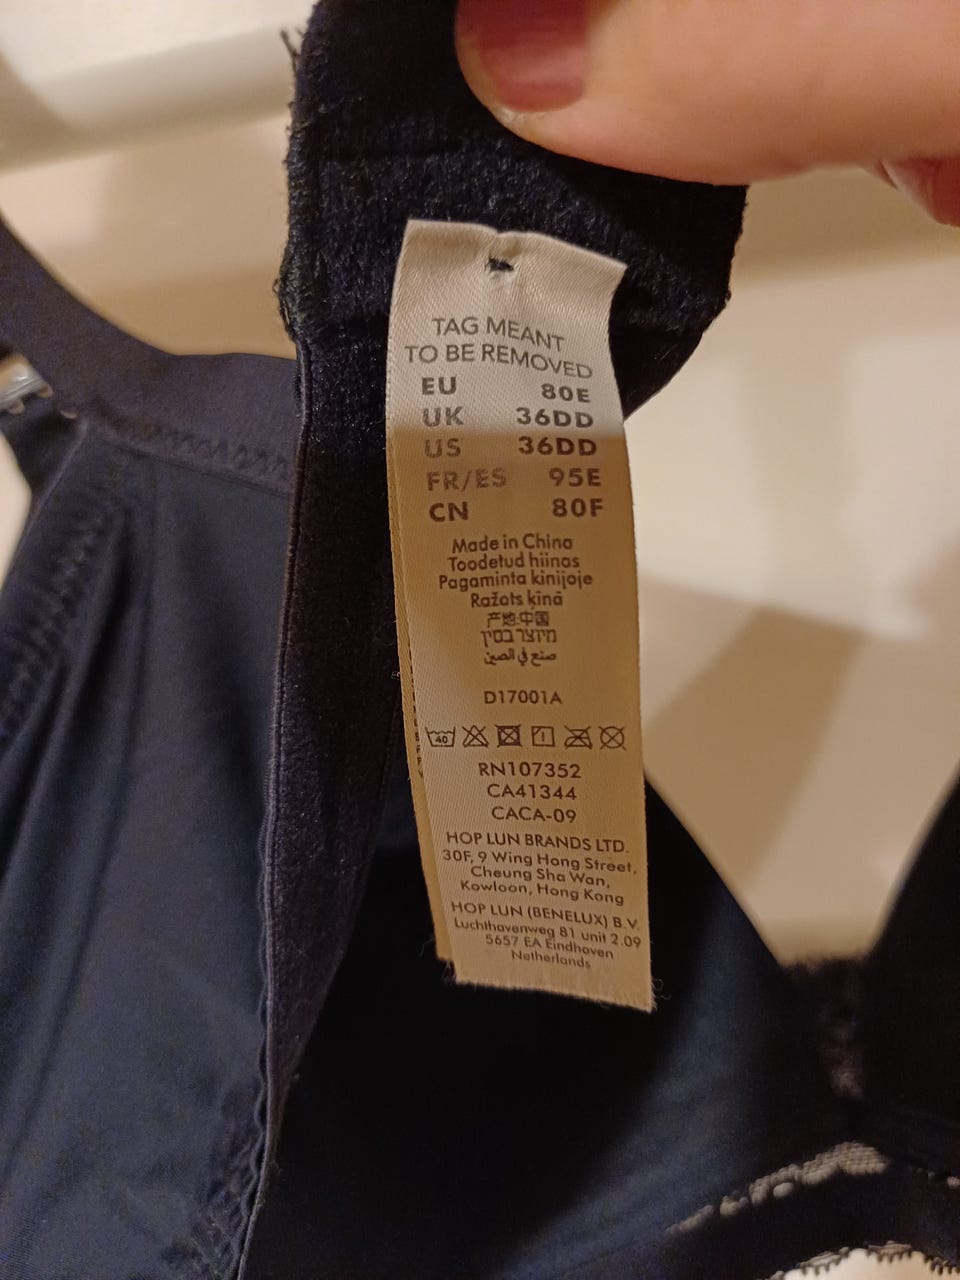 TAG MEANT
TO BE REMOVED
EU 80E
UK 36DD
US 36DD
FR/ES 95E
CN 80F
Made in China
Toodetud hiinas
Pagaminta kinijoje
Ražots ķīnā
产地:中国
מיוצר בסין
صنع في الصين
D17001A
40
RN107352
CA41344
CACA-09
HOP LUN BRANDS LTD.
30F, 9 Wing Hong Street,
Cheung Sha Wan,
Kowloon, Hong Kong
HOP LUN (BENELUX) B.V.
Luchthavenweg 81 unit 2.09
5657 EA Eindhoven
Netherlands